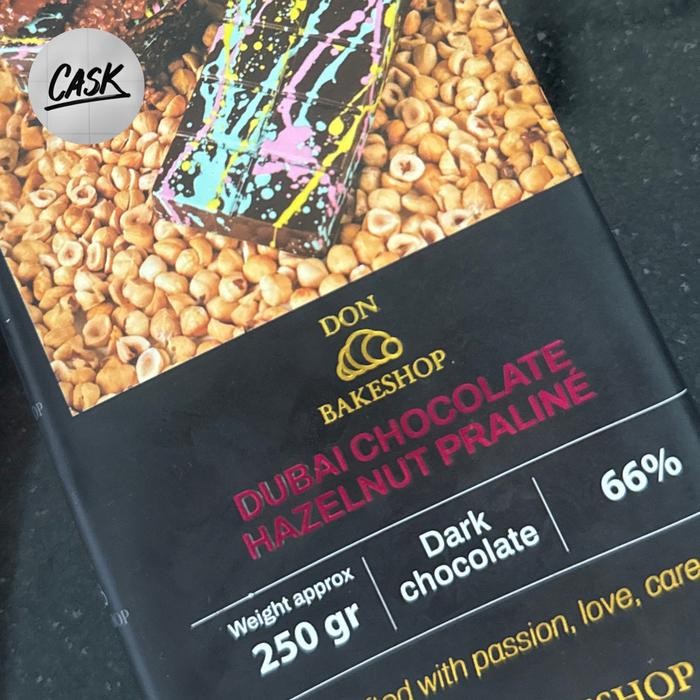 CASK
DON
BAKESHOP
DUBAI CHOCOLATE
HAZELNUT PRALINÉ
Weight approx
250 gr
Dark
chocolate
66%
with passion, love, care